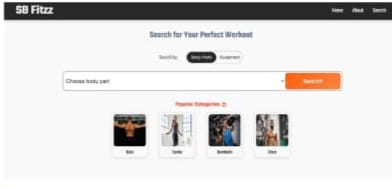 SB Fitzz
Home About Search
Search for Your Perfect Workout
Search by Body Parts Equipment
Choose body part
Search
Popular Categories
Back
Cardio
Dumbbells
Chest